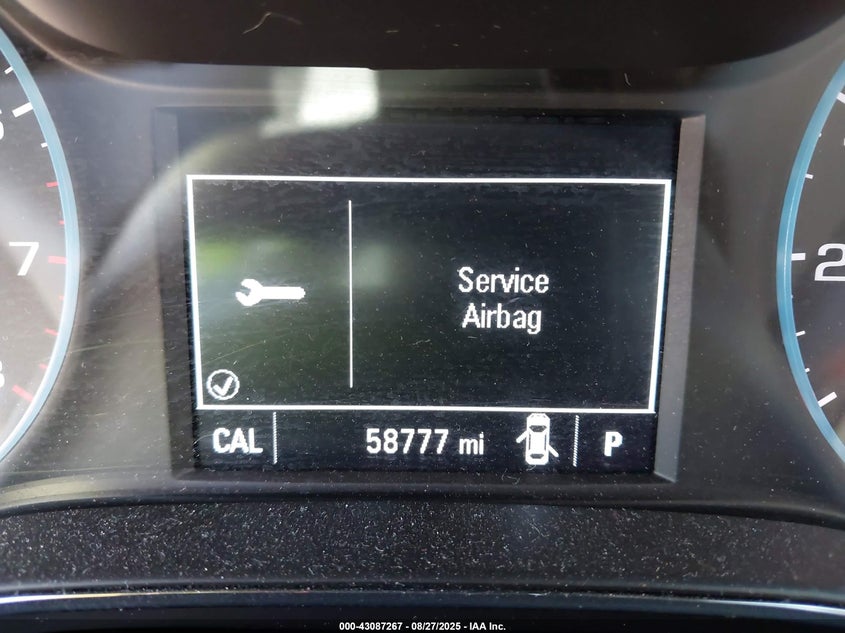 7
2
Service
Airbag
CAL
58777 mi
P
000-43087267 - 08/27/2025 - IAA Inc.